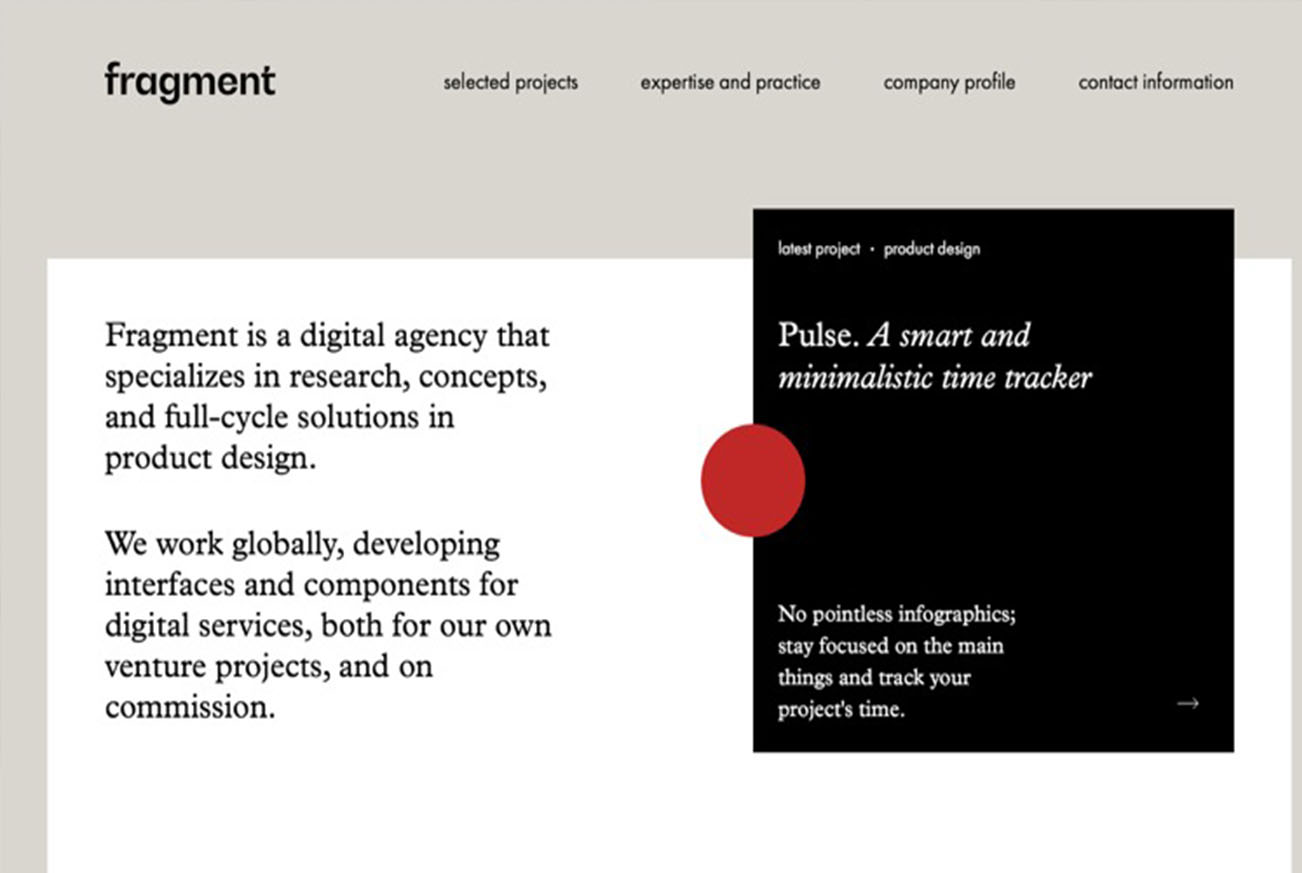 fragment
selected projects
expertise and practice
company profile
contact information
latest project · product design
Pulse. A smart and
minimalistic time tracker
Fragment is a digital agency that
specializes in research, concepts,
and full-cycle solutions in
product design.
We work globally, developing
interfaces and components for
digital services, both for our own
venture projects, and on
commission.
No pointless infographics;
stay focused on the main
things and track your
project's time.